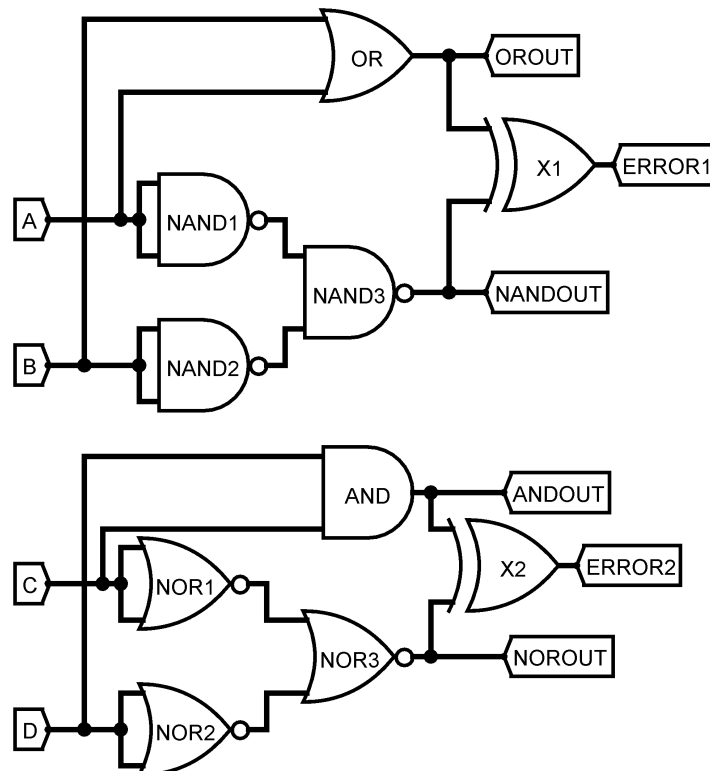 OR
OROUT
X1
ERROR1
A
NAND1
NAND3
NANDOUT
B
NAND2
AND
ANDOUT
C
NOR1
X2
ERROR2
NOR3
NOROUT
D
NOR2